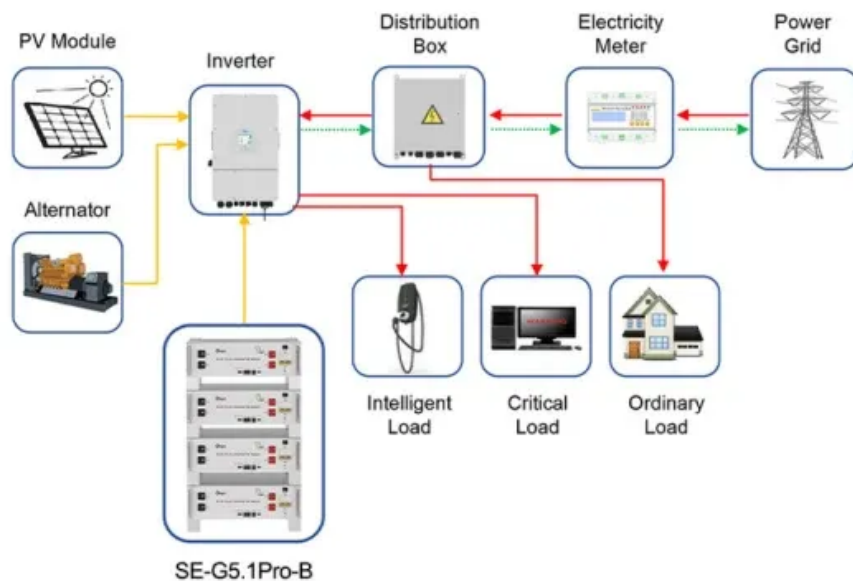 PV Module
Inverter
Distribution
Box
Electricity
Meter
Power
Grid
Alternator
Intelligent
Load
Critical
Load
Ordinary
Load
SE-G5.1Pro-B